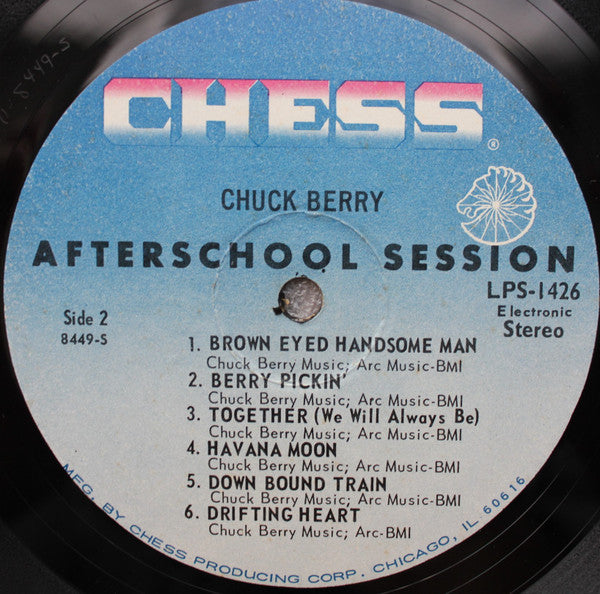 CHESS
®
CHUCK BERRY
AFTERSCHOOL SESSION
LPS-1426
Electronic
Stereo
Side 2
8449-S
1. BROWN EYED HANDSOME MAN
Chuck Berry Music; Arc Music-BMI
2. BERRY PICKIN'
Chuck Berry Music; Arc Music-BMI
3. TOGETHER (We Will Always Be)
Chuck Berry Music; Arc Music-BMI
4. HAVANA MOON
Chuck Berry Music; Arc Music-BMI
5. DOWN BOUND TRAIN
Chuck Berry Music; Arc Music-BMI
6. DRIFTING HEART
Chuck Berry Music; Arc-BMI
MFG. BY CHESS PRODUCING CORP. CHICAGO, IL 60616